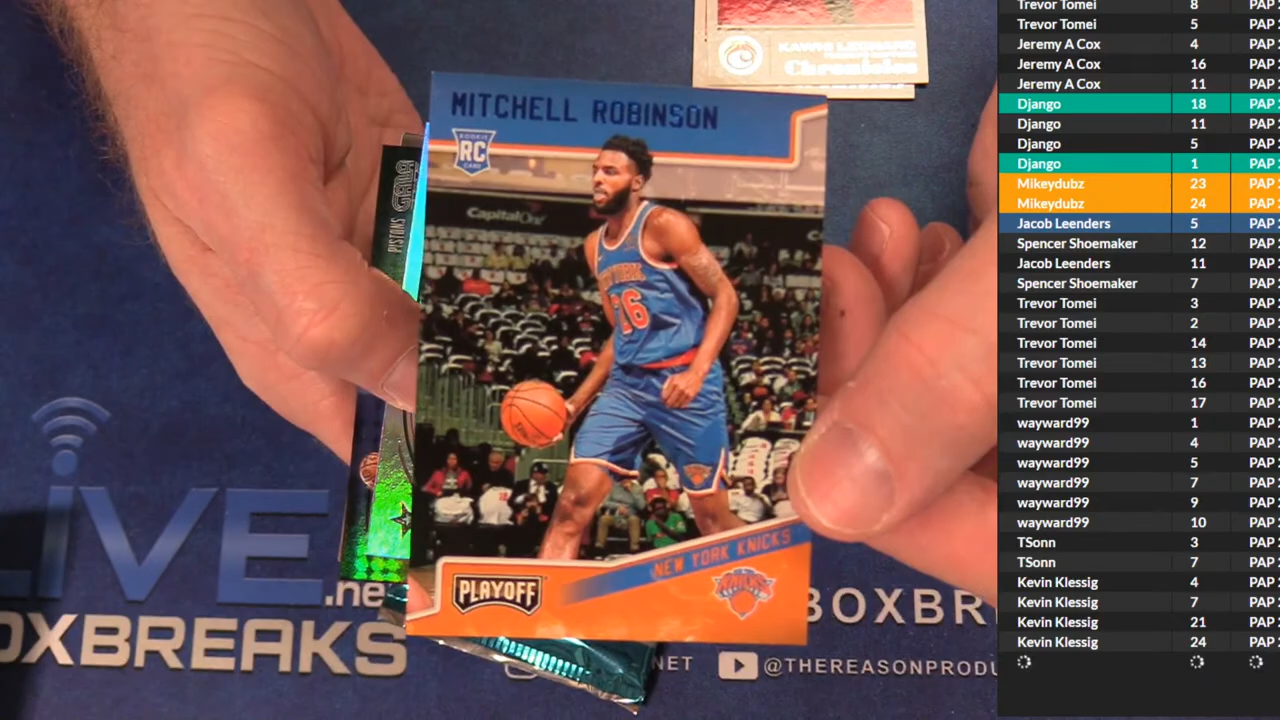 KAWHI LEONARD
Chronicles
MITCHELL ROBINSON
ROOKIE
RC
CARD
Capital One
PISTONS
NEW YORK
26
NEW YORK KNICKS
PLAYOFF
KNICKS
LIVE
.ne
OXBREAKS
BOXBR
NET
@THEREASONPRODU
Trevor Tomei 8 PAP
Trevor Tomei 5 PAP
Jeremy A Cox 4 PAP
Jeremy A Cox 16 PAP
Jeremy A Cox 11 PAP
Django 18 PAP
Django 11 PAP
Django 5 PAP
Django 1 PAP
Mikeydubz 23 PAP
Mikeydubz 24 PAP
Jacob Leenders 5 PAP
Spencer Shoemaker 12 PAP
Jacob Leenders 11 PAP
Spencer Shoemaker 7 PAP
Trevor Tomei 3 PAP
Trevor Tomei 2 PAP
Trevor Tomei 14 PAP
Trevor Tomei 13 PAP
Trevor Tomei 16 PAP
Trevor Tomei 17 PAP
wayward99 1 PAP
wayward99 4 PAP
wayward99 5 PAP
wayward99 7 PAP
wayward99 9 PAP
wayward99 10 PAP
TSonn 3 PAP
TSonn 7 PAP
Kevin Klessig 4 PAP
Kevin Klessig 7 PAP
Kevin Klessig 21 PAP
Kevin Klessig 24 PAP